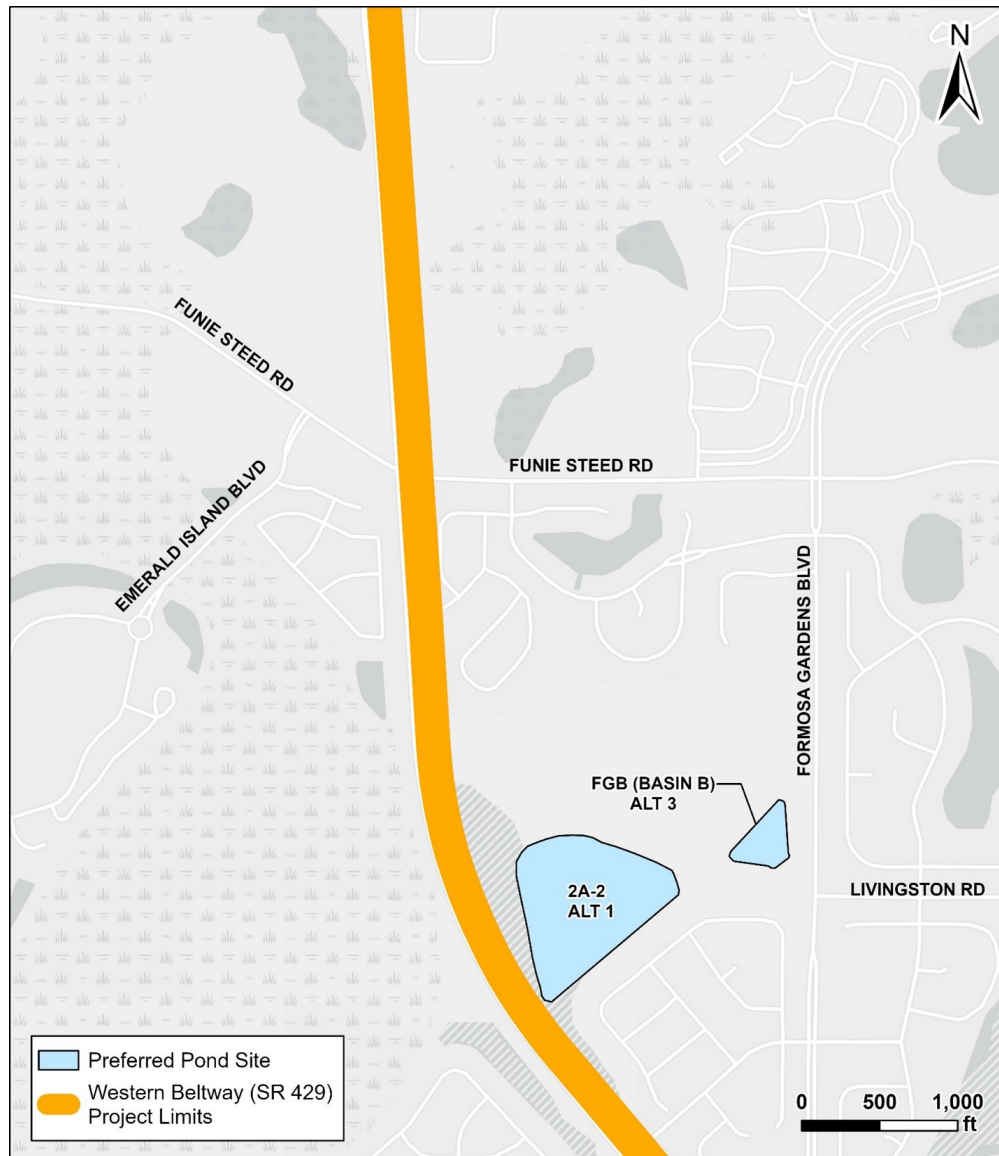 N
FUNIE STEED RD
FUNIE STEED RD
EMERALD ISLAND BLVD
FORMOSA GARDENS BLVD
FGB (BASIN B)
ALT 3
2A-2
ALT 1
LIVINGSTON RD
Preferred Pond Site
Western Beltway (SR 429)
Project Limits
0 500 1,000
ft